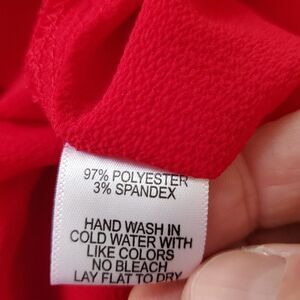 97% POLYESTER
3% SPANDEX
HAND WASH IN
COLD WATER WITH
LIKE COLORS
NO BLEACH
LAY FLAT TO DRY